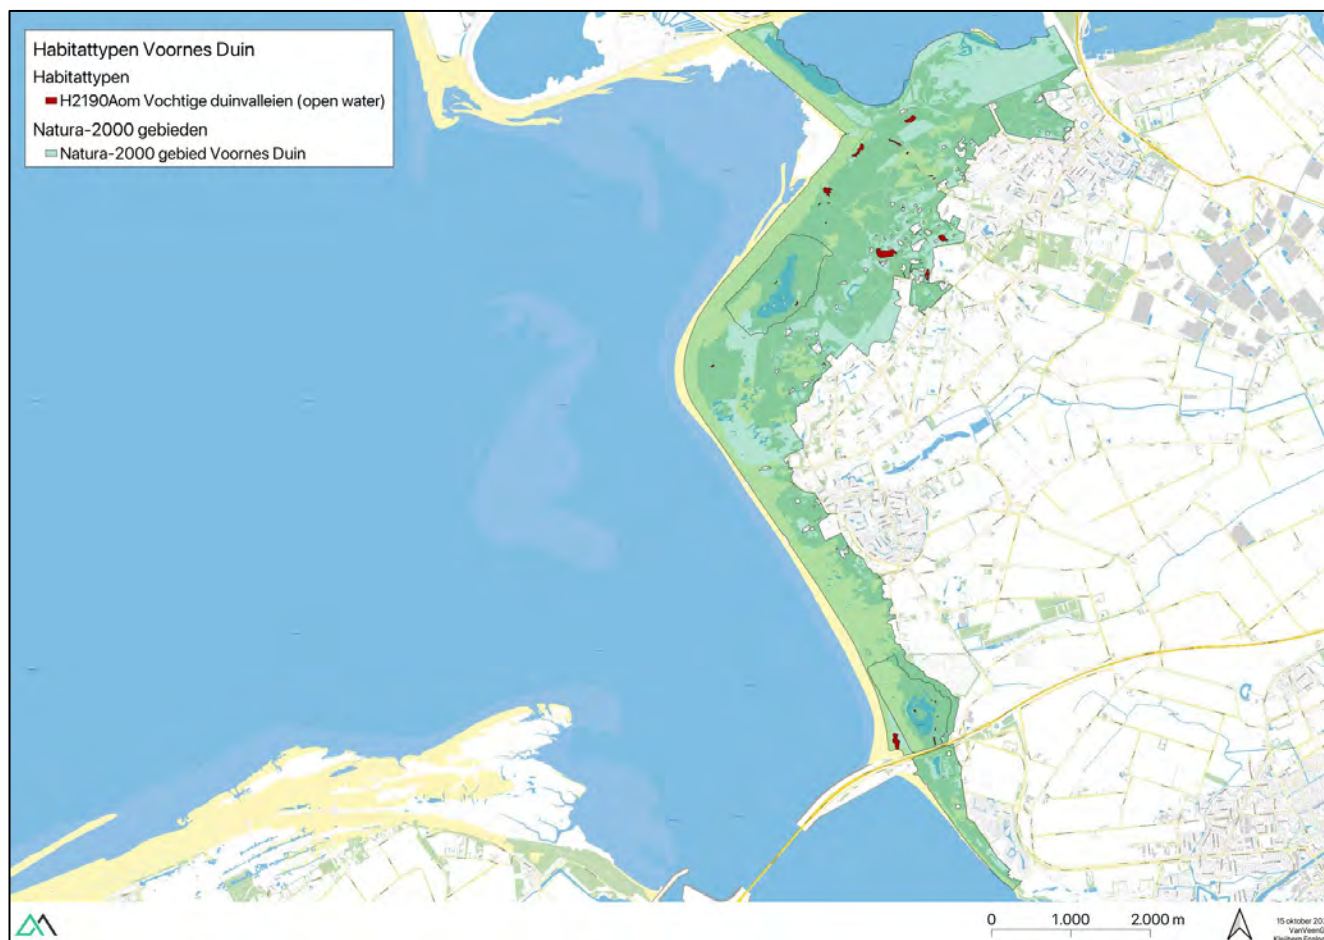 Habitattypen Voornes Duin
Habitattypen
H2190Aom Vochtige duinvalleien (open water)
Natura-2000 gebieden
Natura-2000 gebied Voornes Duin
0 1.000 2.000 m
15 oktober